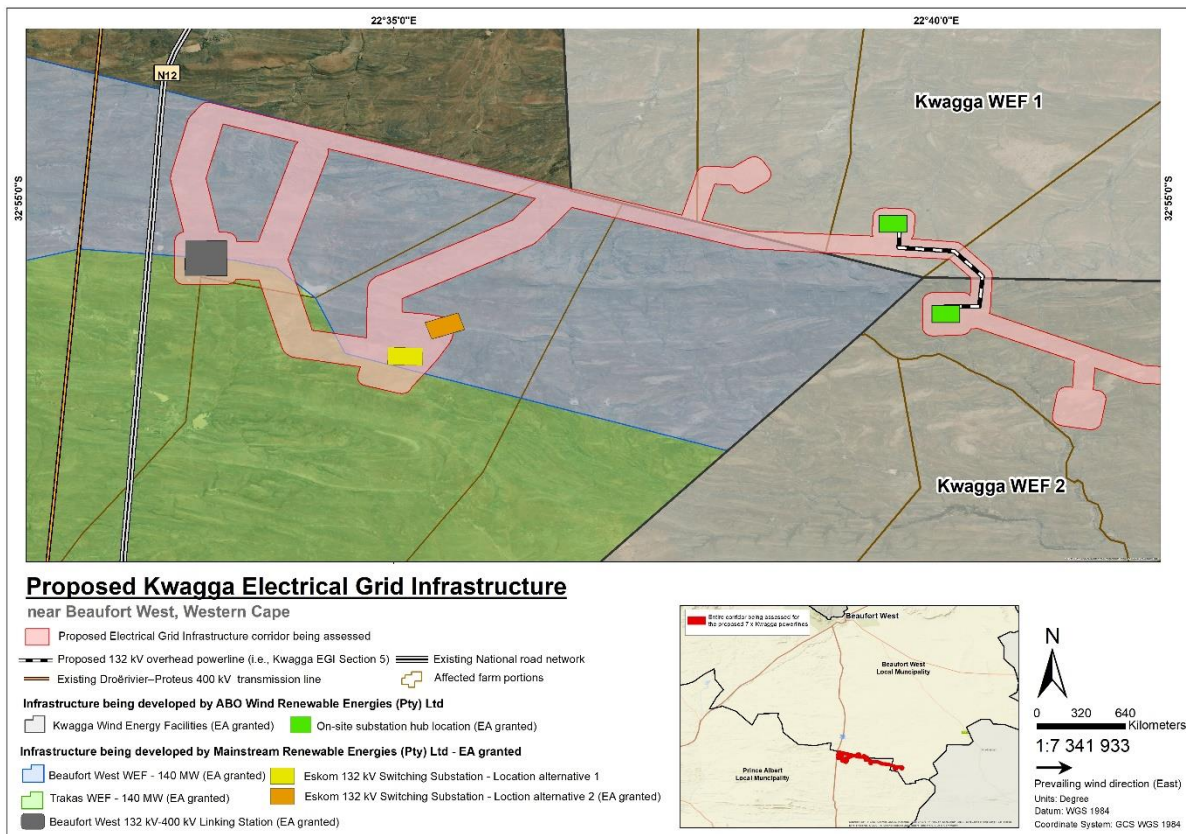 22°35'0"E
22°40'0"E
N12
Kwagga WEF 1
32°55'0"S
32°55'0"S
Kwagga WEF 2
Proposed Kwagga Electrical Grid Infrastructure
near Beaufort West, Western Cape
Proposed Electrical Grid Infrastructure corridor being assessed
Proposed 132 kV overhead powerline (i.e., Kwagga EGI Section 5)
Existing National road network
Existing Droërivier–Proteus 400 kV transmission line
Affected farm portions
Infrastructure being developed by ABO Wind Renewable Energies (Pty) Ltd
Kwagga Wind Energy Facilities (EA granted)
On-site substation hub location (EA granted)
Infrastructure being developed by Mainstream Renewable Energies (Pty) Ltd - EA granted
Beaufort West WEF - 140 MW (EA granted)
Eskom 132 kV Switching Substation - Location alternative 1
Trakas WEF - 140 MW (EA granted)
Eskom 132 kV Switching Substation - Loction alternative 2 (EA granted)
Beaufort West 132 kV-400 kV Linking Station (EA granted)
Entire corridor being assessed for
the proposed 7 x Kwagga powerlines
Beaufort West
Beaufort West
Local Municipality
Prince Albert
Local Municipality
N
0 320 640
Kilometers
1:7 341 933
Prevailing wind direction (East)
Units: Degree
Datum: WGS 1984
Coordinate System: GCS WGS 1984